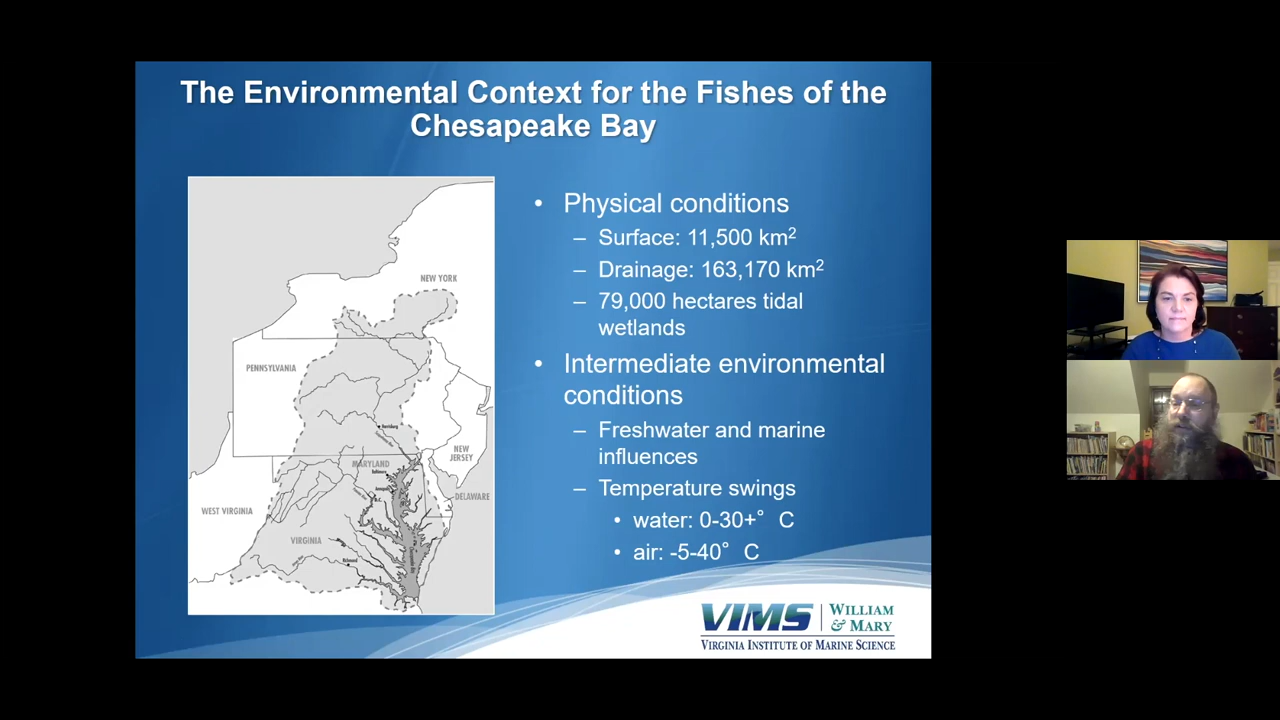 The Environmental Context for the Fishes of the
Chesapeake Bay
NEW YORK
PENNSYLVANIA
Harrisburg
NEW
JERSEY
MARYLAND
Baltimore
D.C.
DELAWARE
WEST VIRGINIA
VIRGINIA
Richmond
• Physical conditions
– Surface: 11,500 km²
– Drainage: 163,170 km²
– 79,000 hectares tidal
wetlands
• Intermediate environmental
conditions
– Freshwater and marine
influences
– Temperature swings
• water: 0-30+° C
• air: -5-40° C
VIMS
WILLIAM
& MARY
VIRGINIA INSTITUTE OF MARINE SCIENCE